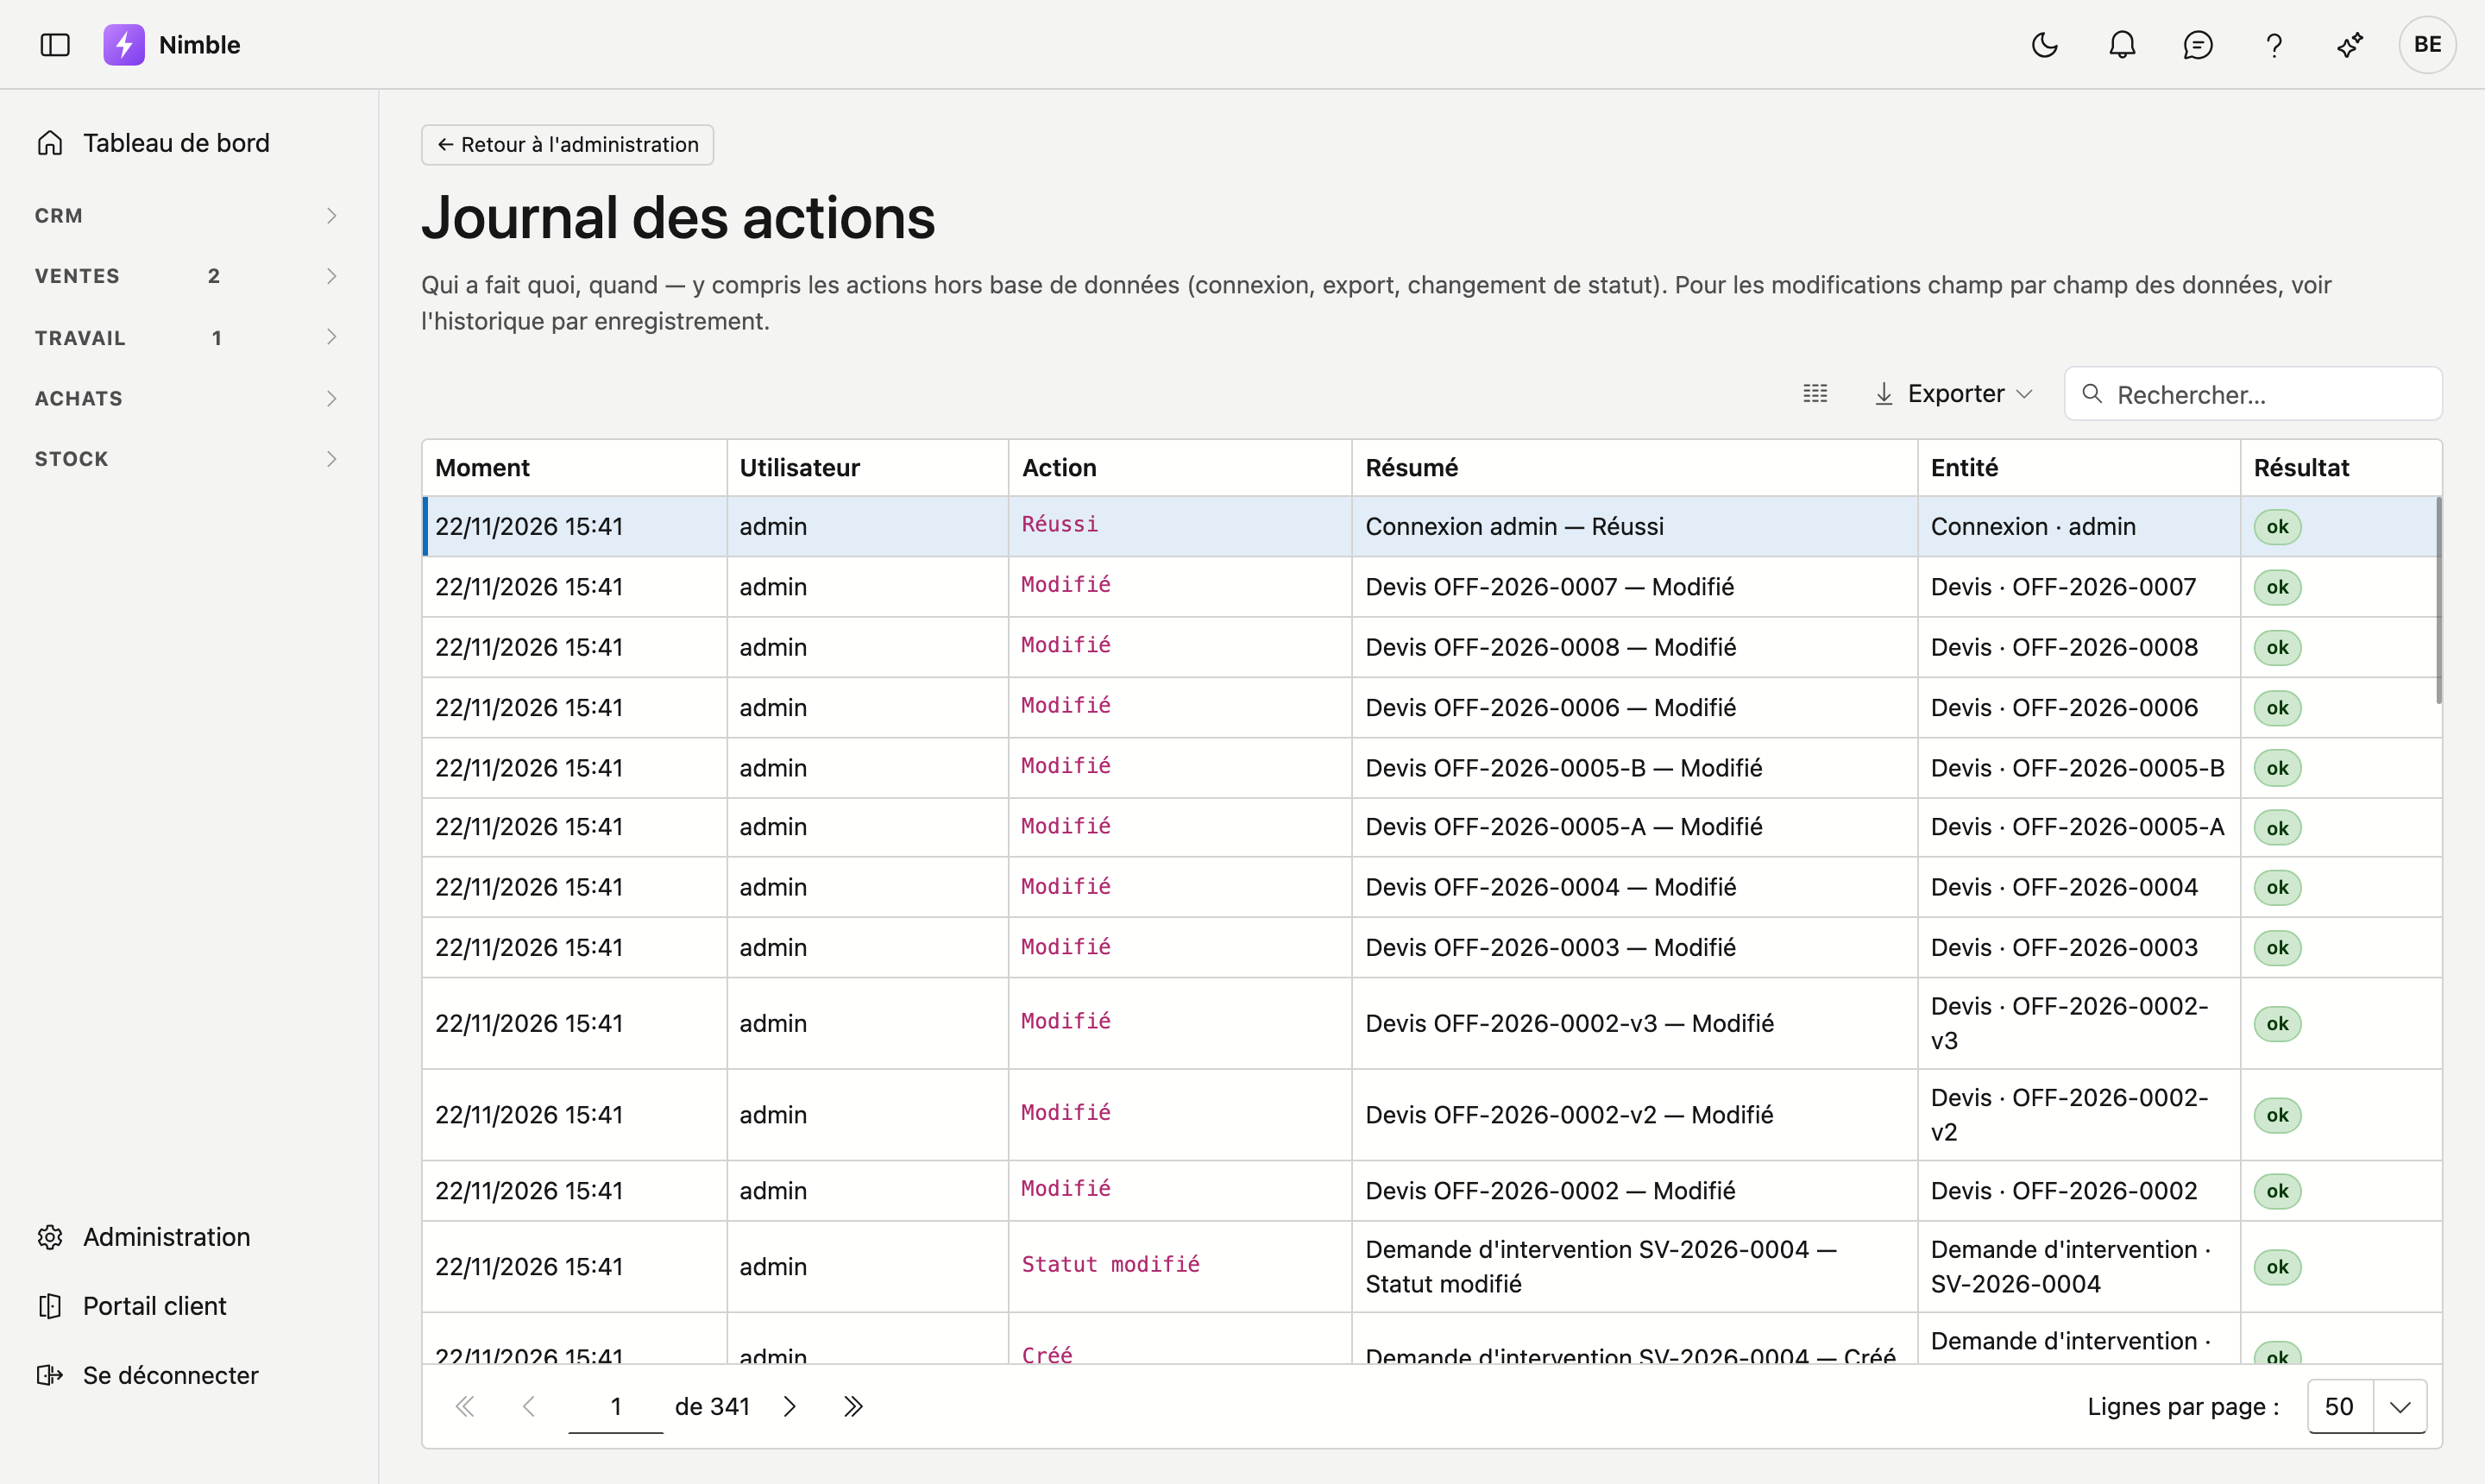 Nimble
BE
Tableau de bord
CRM
VENTES 2
TRAVAIL 1
ACHATS
STOCK
Administration
Portail client
Se déconnecter
← Retour à l'administration
Journal des actions
Qui a fait quoi, quand — y compris les actions hors base de données (connexion, export, changement de statut). Pour les modifications champ par champ des données, voir
l'historique par enregistrement.
Exporter
Rechercher...
Moment Utilisateur Action Résumé Entité Résultat
22/11/2026 15:41 admin Réussi Connexion admin — Réussi Connexion · admin ok
22/11/2026 15:41 admin Modifié Devis OFF-2026-0007 — Modifié Devis · OFF-2026-0007 ok
22/11/2026 15:41 admin Modifié Devis OFF-2026-0008 — Modifié Devis · OFF-2026-0008 ok
22/11/2026 15:41 admin Modifié Devis OFF-2026-0006 — Modifié Devis · OFF-2026-0006 ok
22/11/2026 15:41 admin Modifié Devis OFF-2026-0005-B — Modifié Devis · OFF-2026-0005-B ok
22/11/2026 15:41 admin Modifié Devis OFF-2026-0005-A — Modifié Devis · OFF-2026-0005-A ok
22/11/2026 15:41 admin Modifié Devis OFF-2026-0004 — Modifié Devis · OFF-2026-0004 ok
22/11/2026 15:41 admin Modifié Devis OFF-2026-0003 — Modifié Devis · OFF-2026-0003 ok
22/11/2026 15:41 admin Modifié Devis OFF-2026-0002-v3 — Modifié Devis · OFF-2026-0002-
v3 ok
22/11/2026 15:41 admin Modifié Devis OFF-2026-0002-v2 — Modifié Devis · OFF-2026-0002-
v2 ok
22/11/2026 15:41 admin Modifié Devis OFF-2026-0002 — Modifié Devis · OFF-2026-0002 ok
22/11/2026 15:41 admin Statut modifié Demande d'intervention SV-2026-0004 —
Statut modifié
Demande d'intervention ·
SV-2026-0004 ok
22/11/2026 15:41 admin Créé Demande d'intervention SV-2026-0004 — Créé Demande d'intervention · ok
1 de 341
Lignes par page : 50